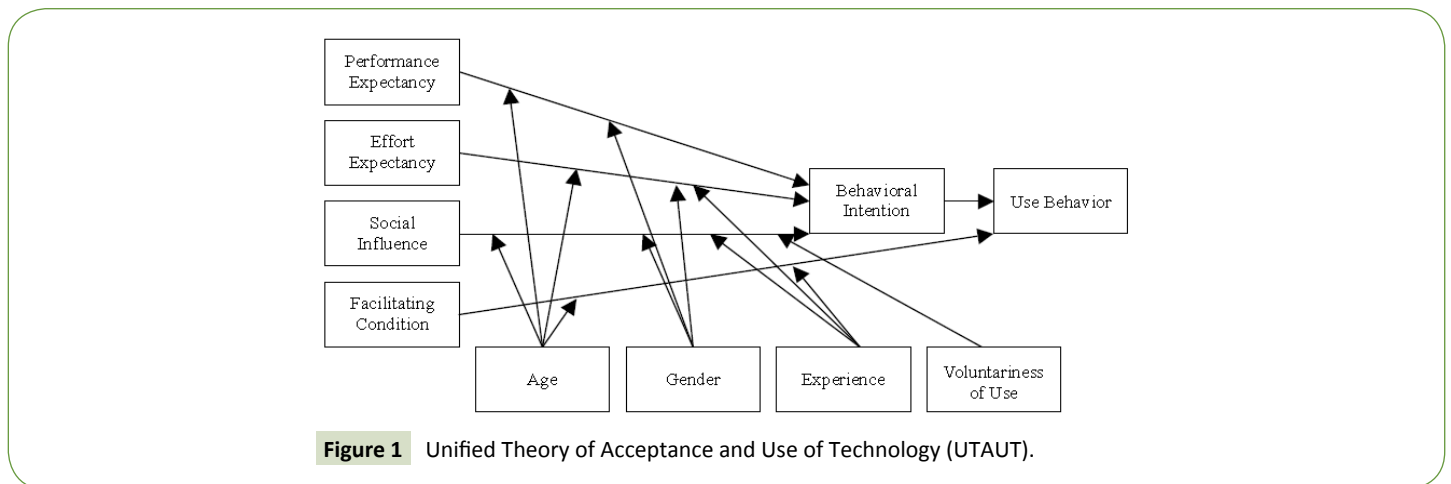 Performance
Expectancy
Effort
Expectancy
Social
Influence
Facilitating
Condition
Behavioral
Intention
Use Behavior
Age
Gender
Experience
Voluntariness
of Use
Figure 1 Unified Theory of Acceptance and Use of Technology (UTAUT).